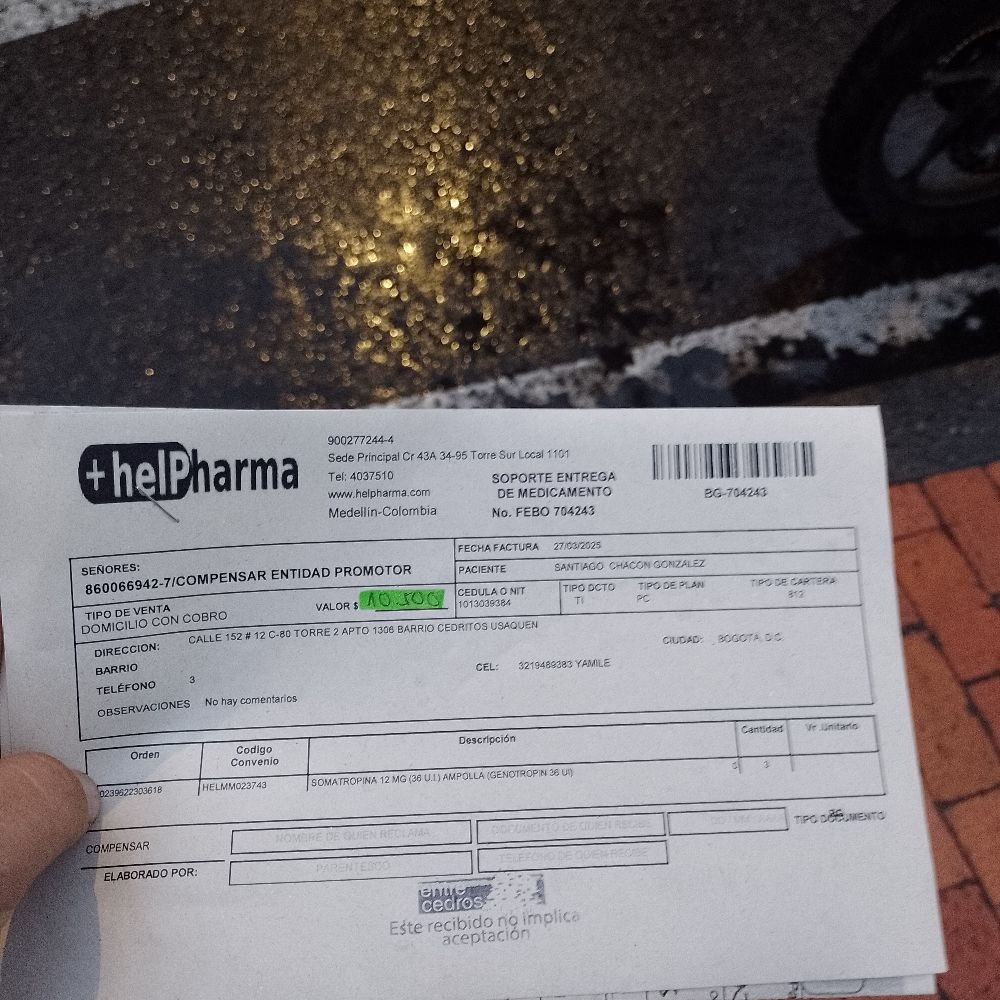 +helPharma
900277244-4
Sede Principal Cr 43A 34-95 Torre Sur Local 1101
Tel: 4037510
www.helpharma.com
Medellín-Colombia
SOPORTE ENTREGA
DE MEDICAMENTO
No. FEBO 704243
BG-704243
SEÑORES:
860066942-7/COMPENSAR ENTIDAD PROMOTOR
FECHA FACTURA 27/03/2025
PACIENTE SANTIAGO CHACON GONZALEZ
TIPO DE VENTA
DOMICILIO CON COBRO
VALOR $ 10.500
CEDULA O NIT
1013039384
TIPO DCTO
TI
TIPO DE PLAN
PC
TIPO DE CARTERA
812
DIRECCION: CALLE 152 # 12 C-80 TORRE 2 APTO 1306 BARRIO CEDRITOS USAQUEN
CIUDAD: BOGOTA D.C.
BARRIO
CEL: 3219489383 YAMILE
TELÉFONO 3
OBSERVACIONES No hay comentarios
Orden
Codigo
Convenio
Descripción
Cantidad
Vr .Unitario
0239622303618
HELMM023743
SOMATROPINA 12 MG (36 U.I.) AMPOLLA (GENOTROPIN 36 UI)
3 3
COMPENSAR
NOMBRE DE QUIEN RECLAMA
DOCUMENTO DE QUIEN RECIBE
TIPO DOCUMENTO
ELABORADO POR:
PARENTESCO
TELEFONO DE QUIEN RECIBE
entre
cedros
Este recibido no implica
aceptación